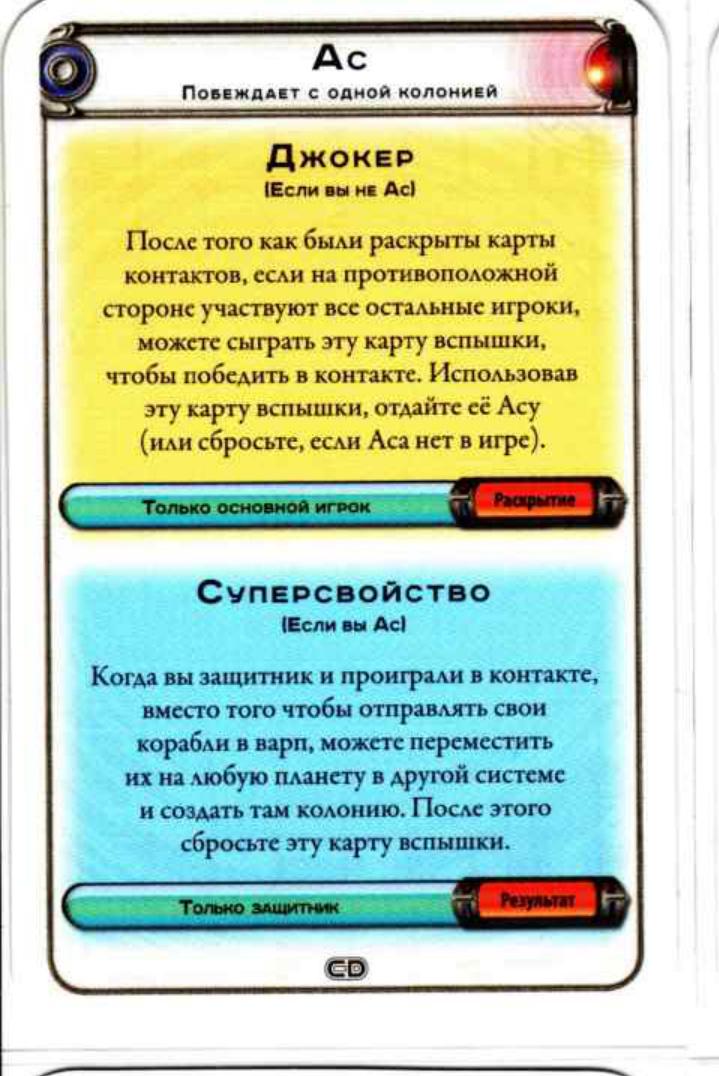 Ас
Побеждает с одной колонией
Джокер
(Если вы не Ас)
После того как были раскрыты карты
контактов, если на противоположной
стороне участвуют все остальные игроки,
можете сыграть эту карту вспышки,
чтобы победить в контакте. Использовав
эту карту вспышки, отдайте её Асу
(или сбросьте, если Аса нет в игре).
Только основной игрок Раскрытие
Суперсвойство
(Если вы Ас)
Когда вы защитник и проиграли в контакте,
вместо того чтобы отправлять свои
корабли в варп, можете переместить
их на любую планету в другой системе
и создать там колонию. После этого
сбросьте эту карту вспышки.
Только защитник Результат
CD